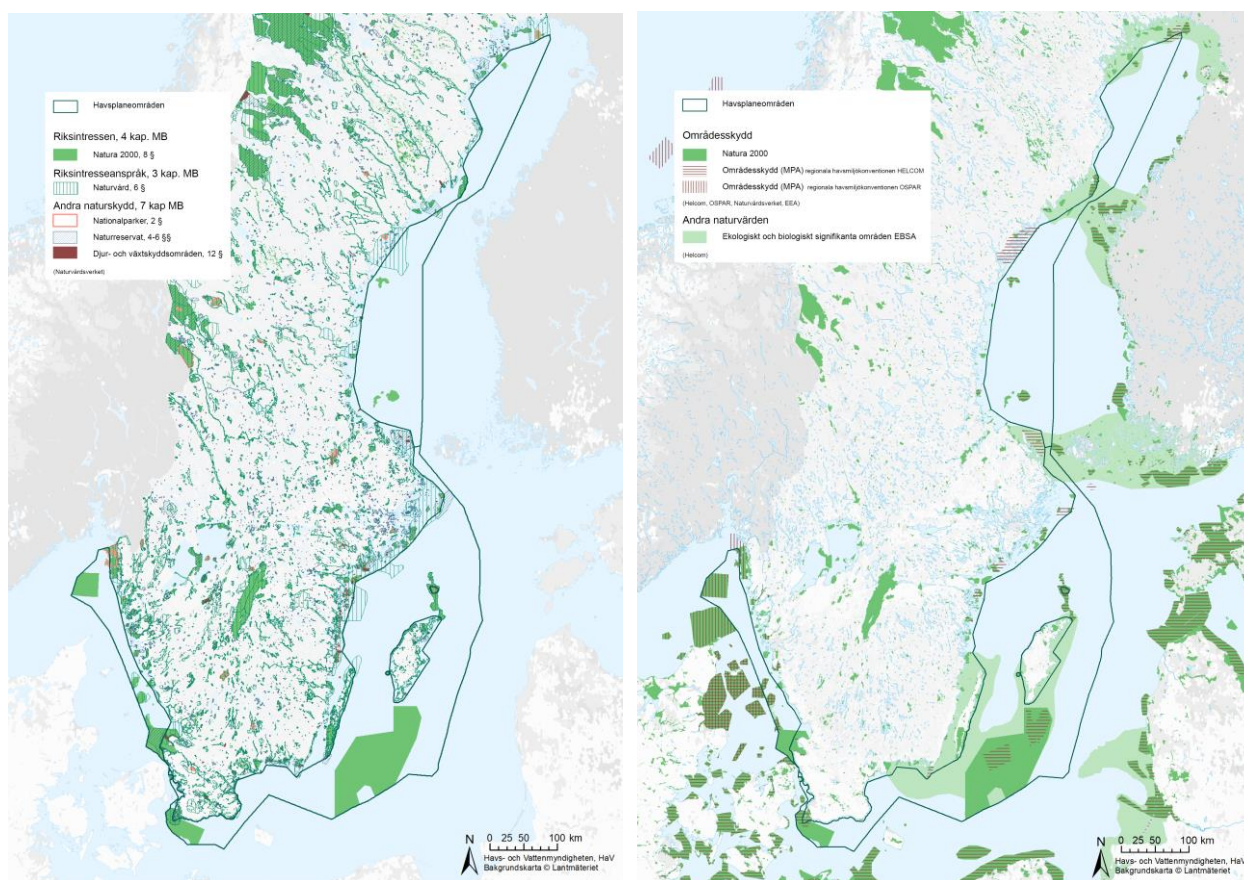 Havsplaneområden
Riksintressen, 4 kap. MB
Natura 2000, 8 §
Riksintresseanspråk, 3 kap. MB
Naturvård, 6 §
Andra naturskydd, 7 kap MB
Nationalparker, 2 §
Naturreservat, 4-6 §§
Djur- och växtskyddsområden, 12 §
(Naturvårdsverket)
N
0 25 50 100 km
Havs- och Vattenmyndigheten, HaV
Bakgrundskarta © Lantmäteriet
Havsplaneområden
Områdesskydd
Natura 2000
Områdesskydd (MPA) regionala havsmiljökonventionen HELCOM
Områdesskydd (MPA) regionala havsmiljökonventionen OSPAR
(Helcom, OSPAR, Naturvårdsverket, EEA)
Andra naturvärden
Ekologiskt och biologiskt signifikanta områden EBSA
(Helcom)
N
0 25 50 100 km
Havs- och Vattenmyndigheten, HaV
Bakgrundskarta © Lantmäteriet